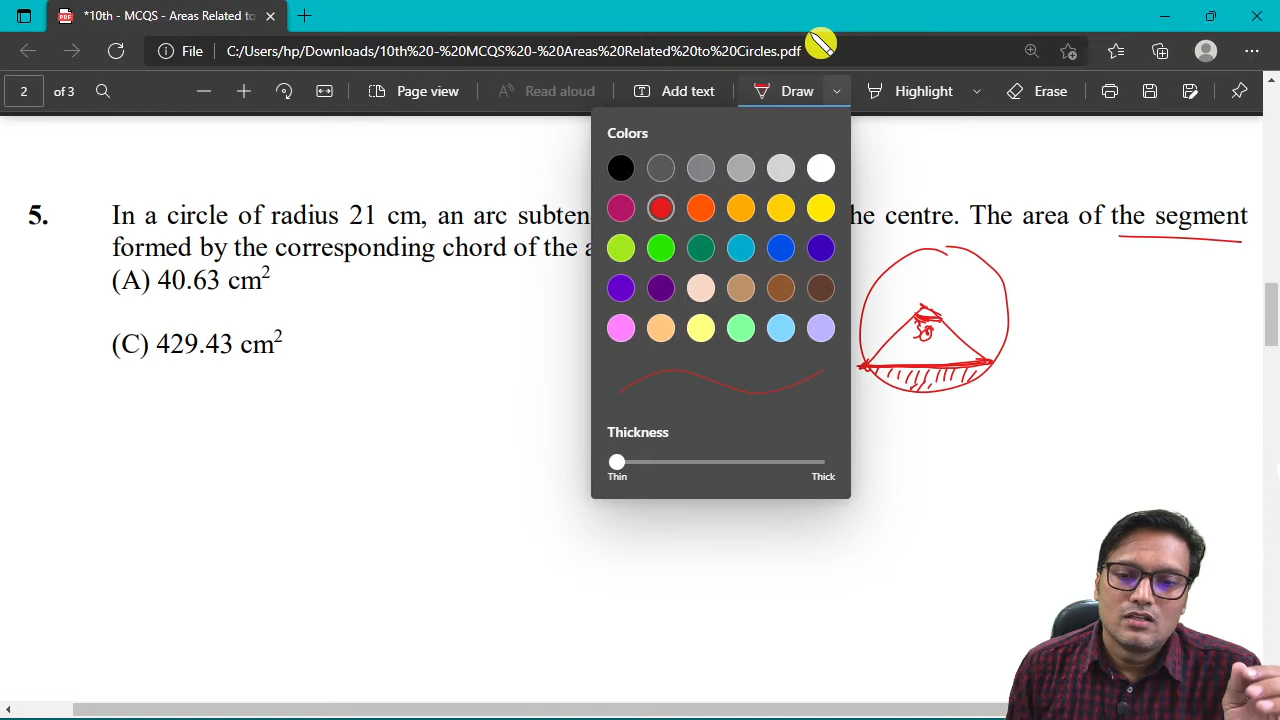 *10th - MCQS - Areas Related to
File
C:/Users/hp/Downloads/10th%20-%20MCQS%20-%20Areas%20Related%20to%20Circles.pdf
2 of 3
Page view
Read aloud
Add text
Draw
Highlight
Erase
Colors
5. In a circle of radius 21 cm, an arc subten he centre. The area of the segment
formed by the corresponding chord of the a
(A) 40.63 cm²
(C) 429.43 cm²
Thickness
Thin Thick